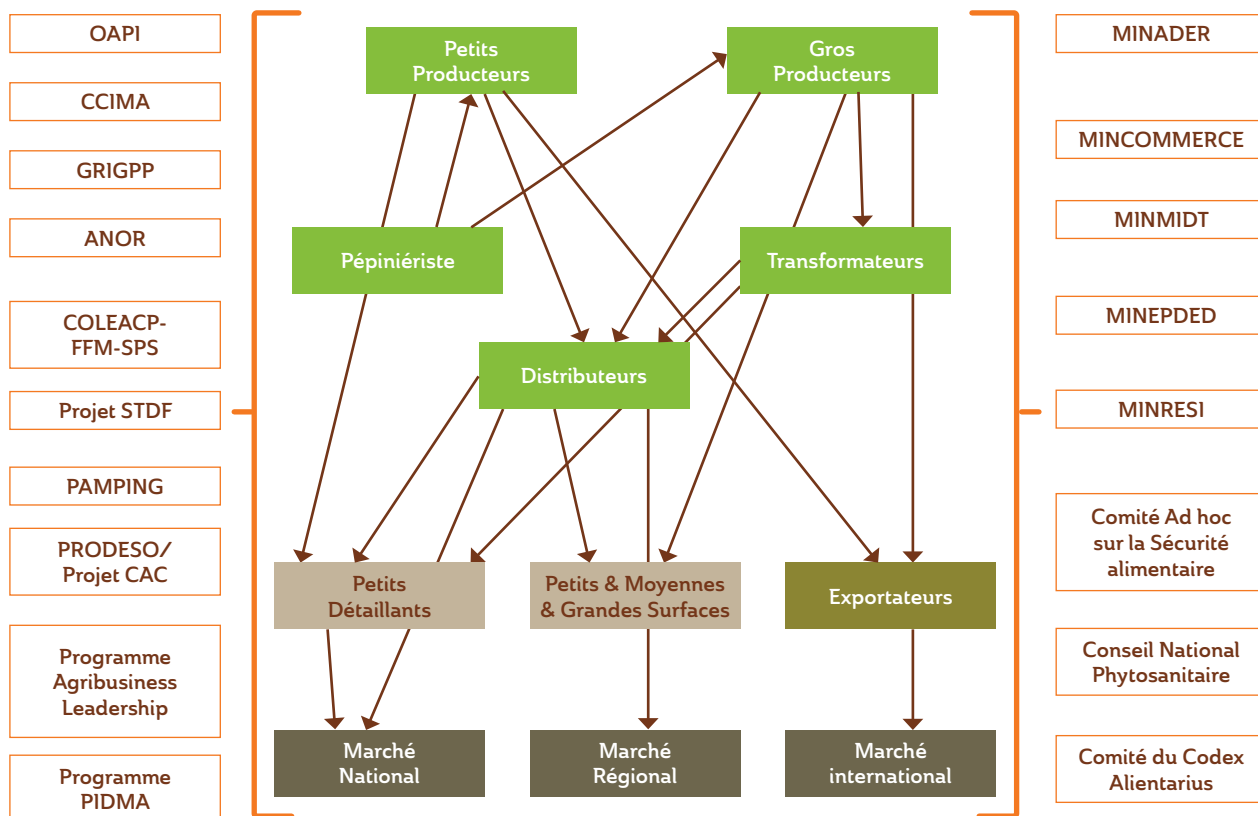 OAPI
CCIMA
GRIGPP
ANOR
COLEACP-
FFM-SPS
Projet STDF
PAMPING
PRODESO/
Projet CAC
Programme
Agribusiness
Leadership
Programme
PIDMA
Petits
Producteurs
Gros
Producteurs
Pépiniériste
Transformateurs
Distributeurs
Petits
Détaillants
Petits & Moyennes
& Grandes Surfaces
Exportateurs
Marché
National
Marché
Régional
Marché
international
MINADER
MINCOMMERCE
MINMIDT
MINEPDED
MINRESI
Comité Ad hoc
sur la Sécurité
alimentaire
Conseil National
Phytosanitaire
Comité du Codex
Alientarius